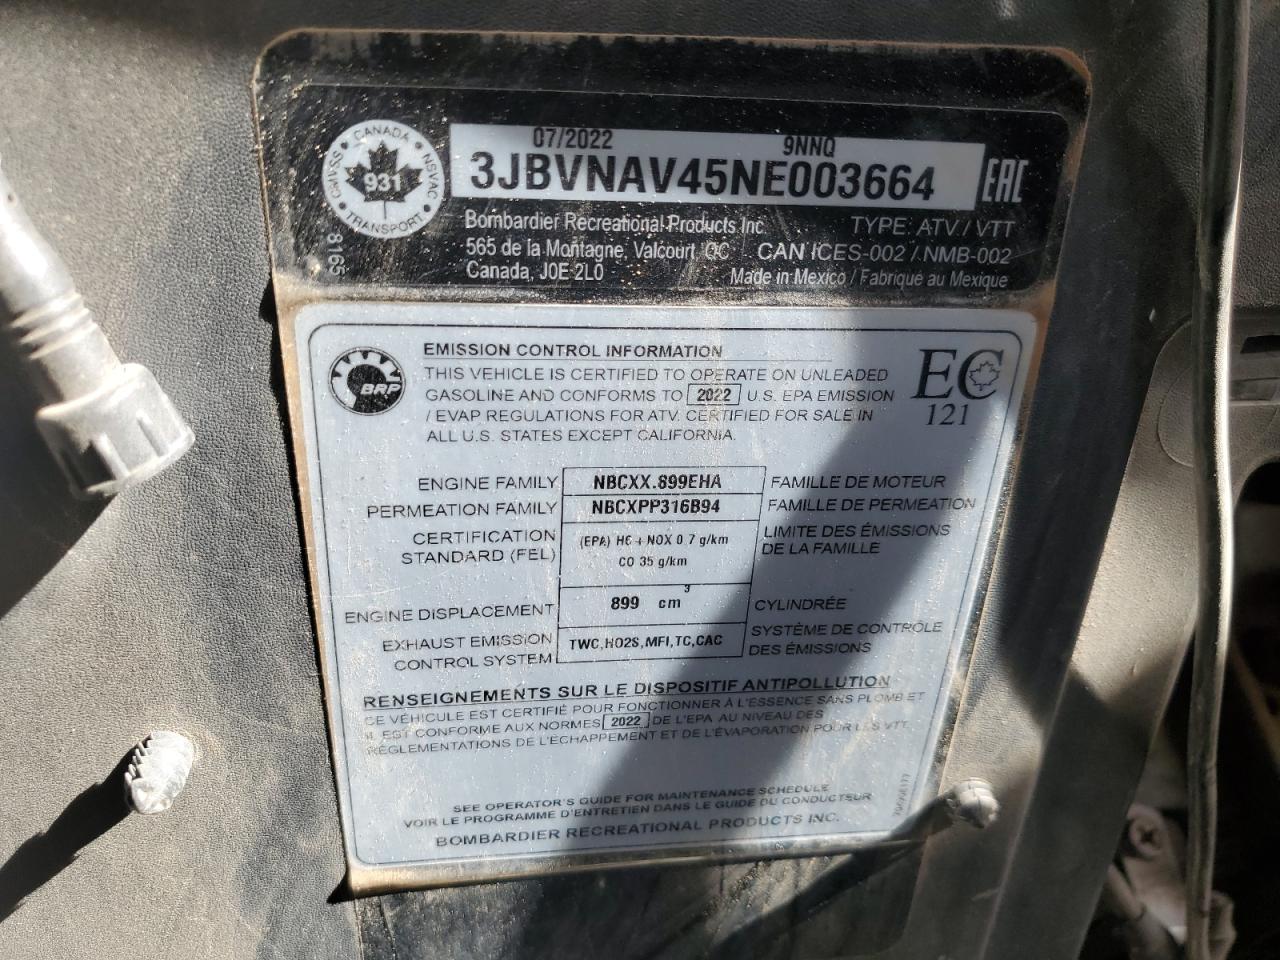 07/2022 9NNQ
3JBVNAV45NE003664
EAC
CANADA
NSVAC
931
TRANSPORT
8165
Bombardier Recreational Products Inc
565 de la Montagne, Valcourt QC
Canada, J0E 2L0
TYPE: ATV / VTT
CAN ICES-002 / NMB-002
Made in Mexico / Fabriqué au Mexique
BRP
EMISSION CONTROL INFORMATION
THIS VEHICLE IS CERTIFIED TO OPERATE ON UNLEADED
GASOLINE AND CONFORMS TO 2022 U.S. EPA EMISSION
/ EVAP REGULATIONS FOR ATV. CERTIFIED FOR SALE IN
ALL U.S. STATES EXCEPT CALIFORNIA.
EC
121
ENGINE FAMILY NBCXX.899EHA FAMILLE DE MOTEUR
PERMEATION FAMILY NBCXPP316B94 FAMILLE DE PERMEATION
CERTIFICATION (EPA) HC + NOX 0.7 g/km LIMITE DES ÉMISSIONS
STANDARD (FEL) CO 35 g/km DE LA FAMILLE
ENGINE DISPLACEMENT 899 cm³ CYLINDRÉE
EXHAUST EMISSION TWC,HO2S,MFI,TC,CAC SYSTÈME DE CONTRÔLE
CONTROL SYSTEM DES ÉMISSIONS
RENSEIGNEMENTS SUR LE DISPOSITIF ANTIPOLLUTION
CE VÉHICULE EST CERTIFIÉ POUR FONCTIONNER À L'ESSENCE SANS PLOMB ET
IL EST CONFORME AUX NORMES 2022 DE L'EPA AU NIVEAU DES
RÉGLEMENTATIONS DE L'ÉCHAPPEMENT ET DE L'ÉVAPORATION POUR LES VTT.
SEE OPERATOR'S GUIDE FOR MAINTENANCE SCHEDULE
VOIR LE PROGRAMME D'ENTRETIEN DANS LE GUIDE DU CONDUCTEUR
BOMBARDIER RECREATIONAL PRODUCTS INC.